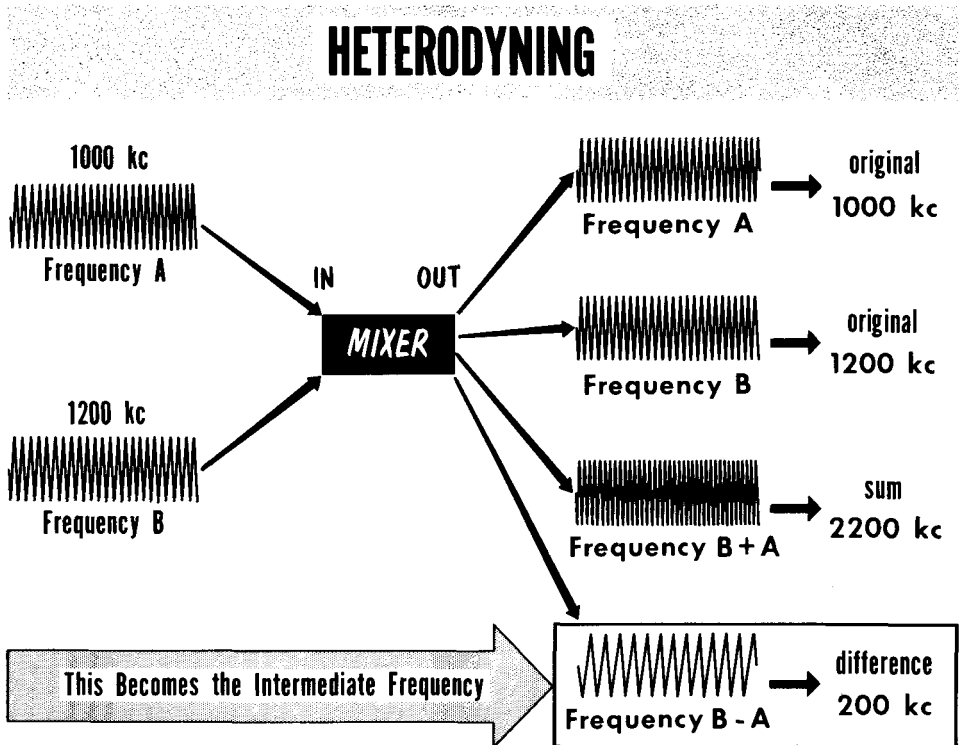 HETERODYNING
1000 kc
Frequency A
1200 kc
Frequency B
IN
OUT
MIXER
Frequency A
original
1000 kc
Frequency B
original
1200 kc
Frequency B + A
sum
2200 kc
This Becomes the Intermediate Frequency
Frequency B - A
difference
200 kc